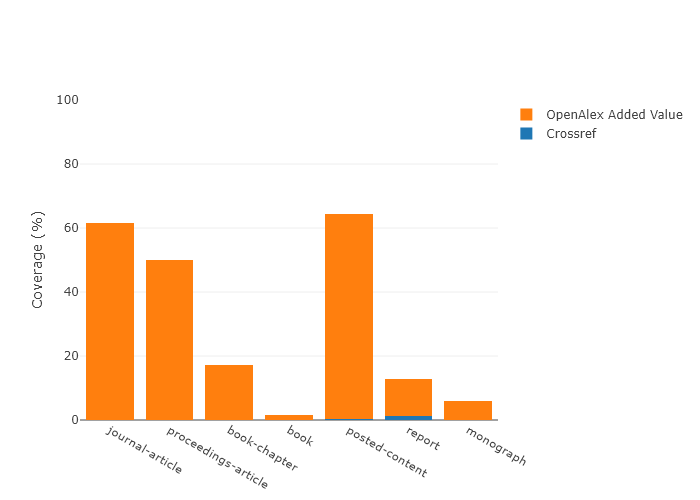 100
80
60
40
20
0
Coverage (%)
journal-article
proceedings-article
book-chapter
book
posted-content
report
monograph
OpenAlex Added Value
Crossref